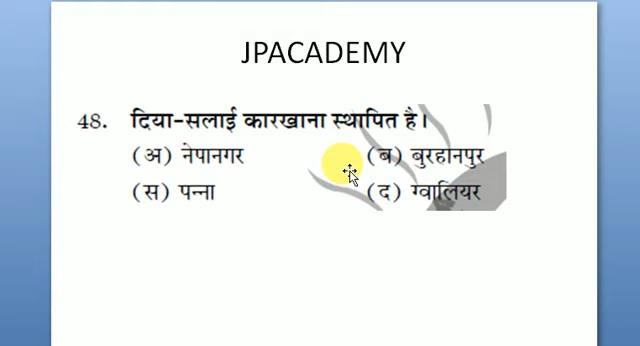 JPACADEMY
48. दिया-सलाई कारखाना स्थापित है।
(अ) नेपानगर (ब) बुरहानपुर
(स) पन्ना (द) ग्वालियर